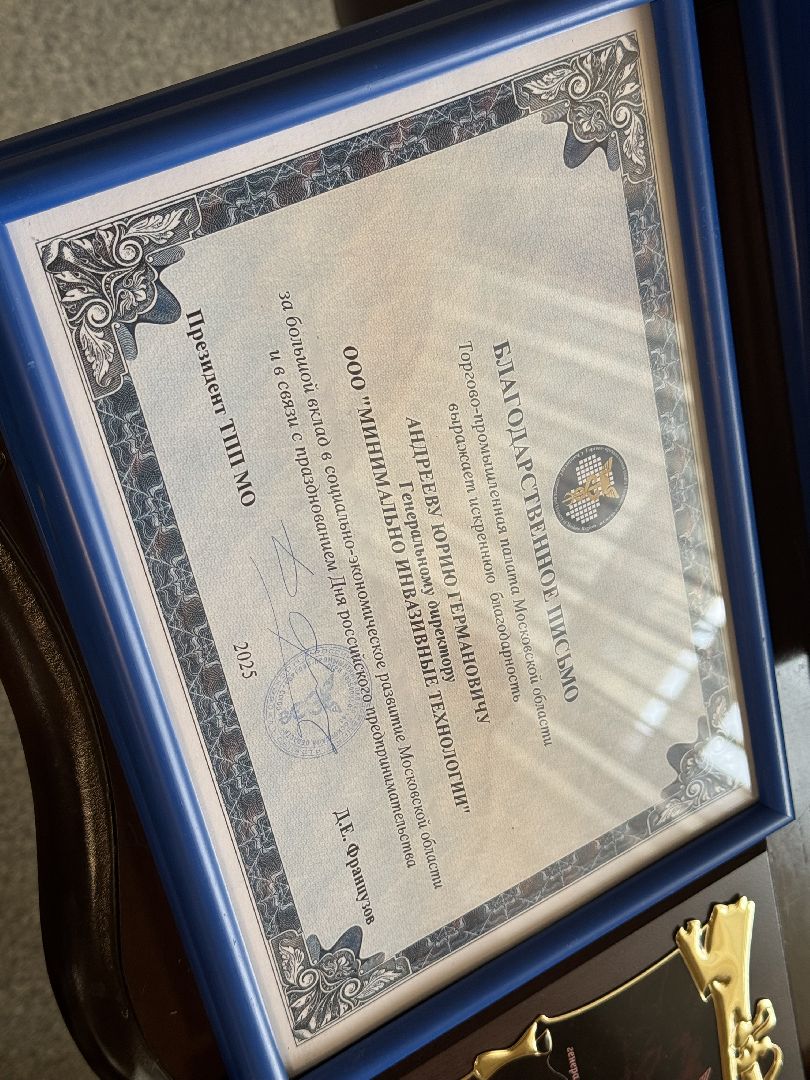 БЛАГОДАРСТВЕННОЕ ПИСЬМО
Торгово-промышленная палата Московской области
выражает искреннюю благодарность
АНДРЕЕВУ ЮРИЮ ГЕРМАНОВИЧУ
Генеральному директору
ООО "МИНИМАЛЬНО ИНВАЗИВНЫЕ ТЕХНОЛОГИИ"
за большой вклад в социально-экономическое развитие Московской области
и в связи с празднованием Дня российского предпринимательства
Президент ТПП МО
Д.Е. Французов
2025